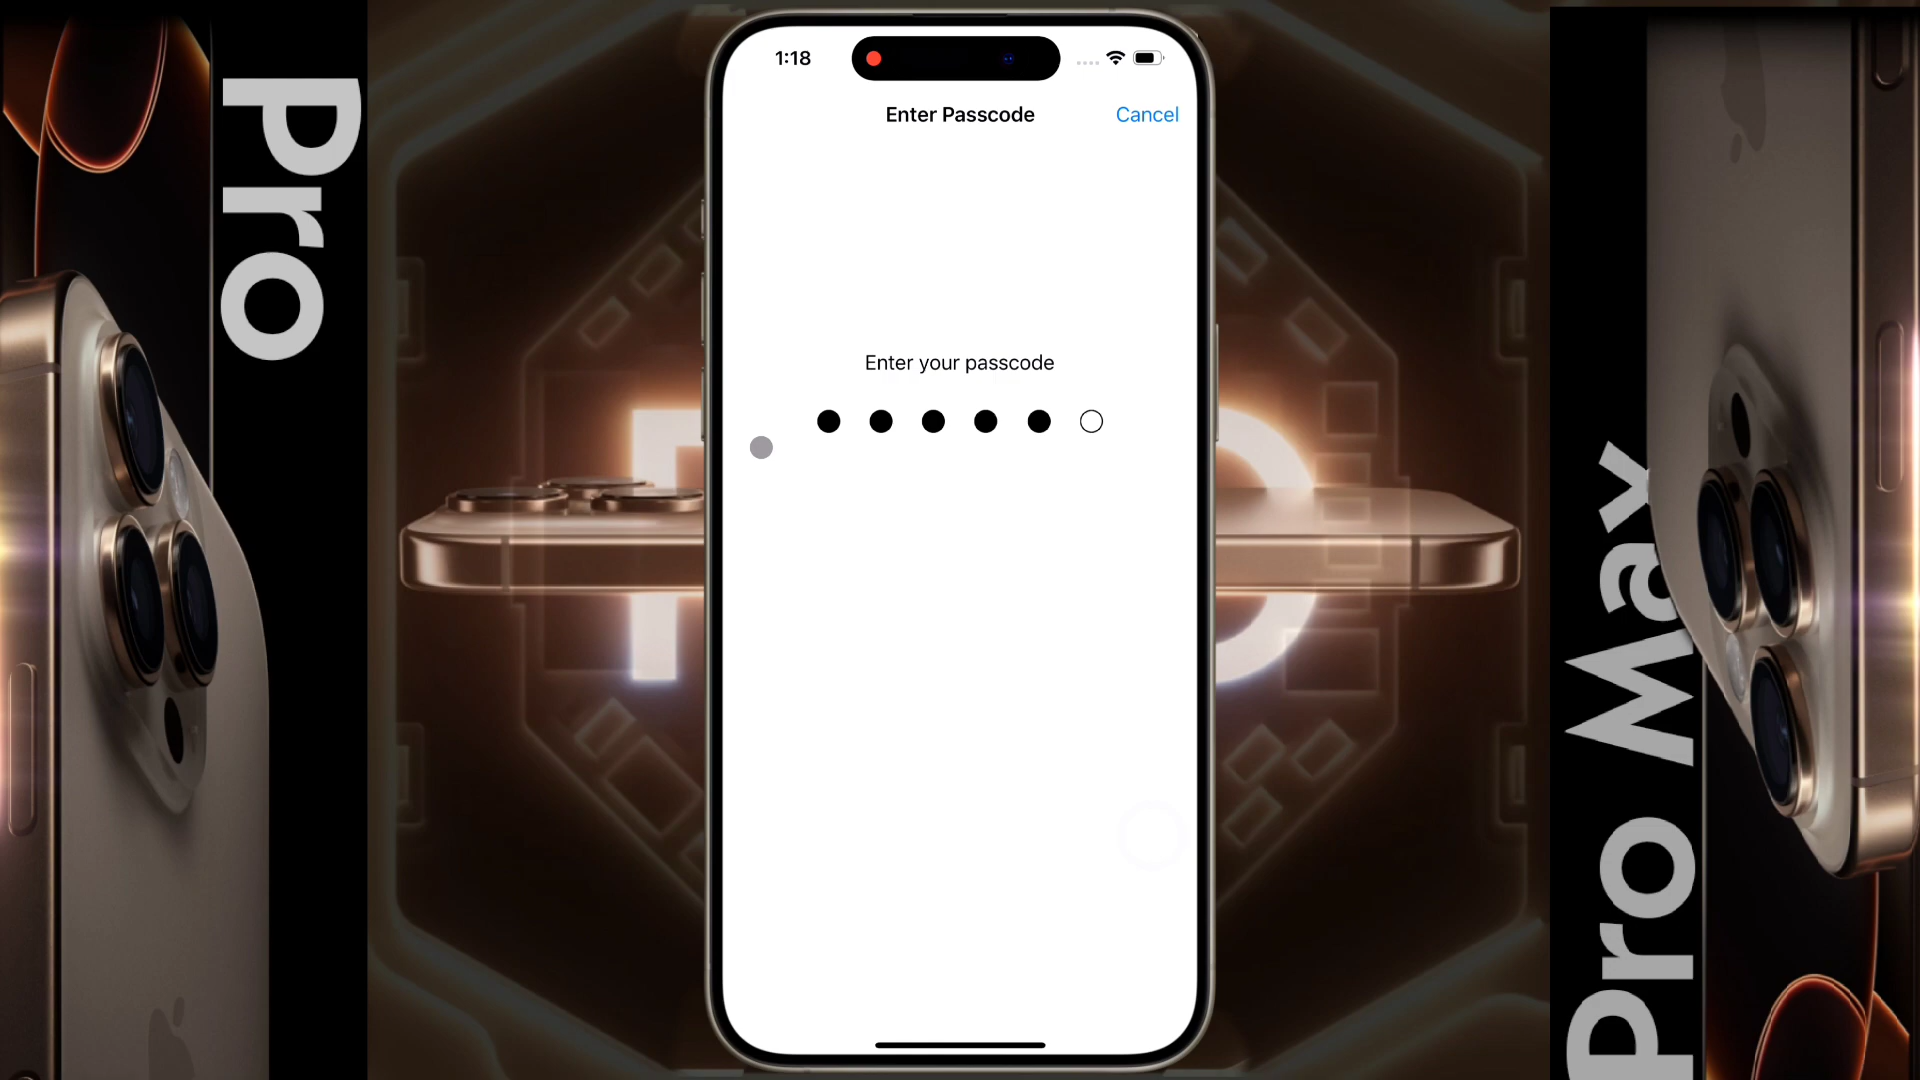 Pro
1:18
Enter Passcode
Cancel
Enter your passcode
Pro Max